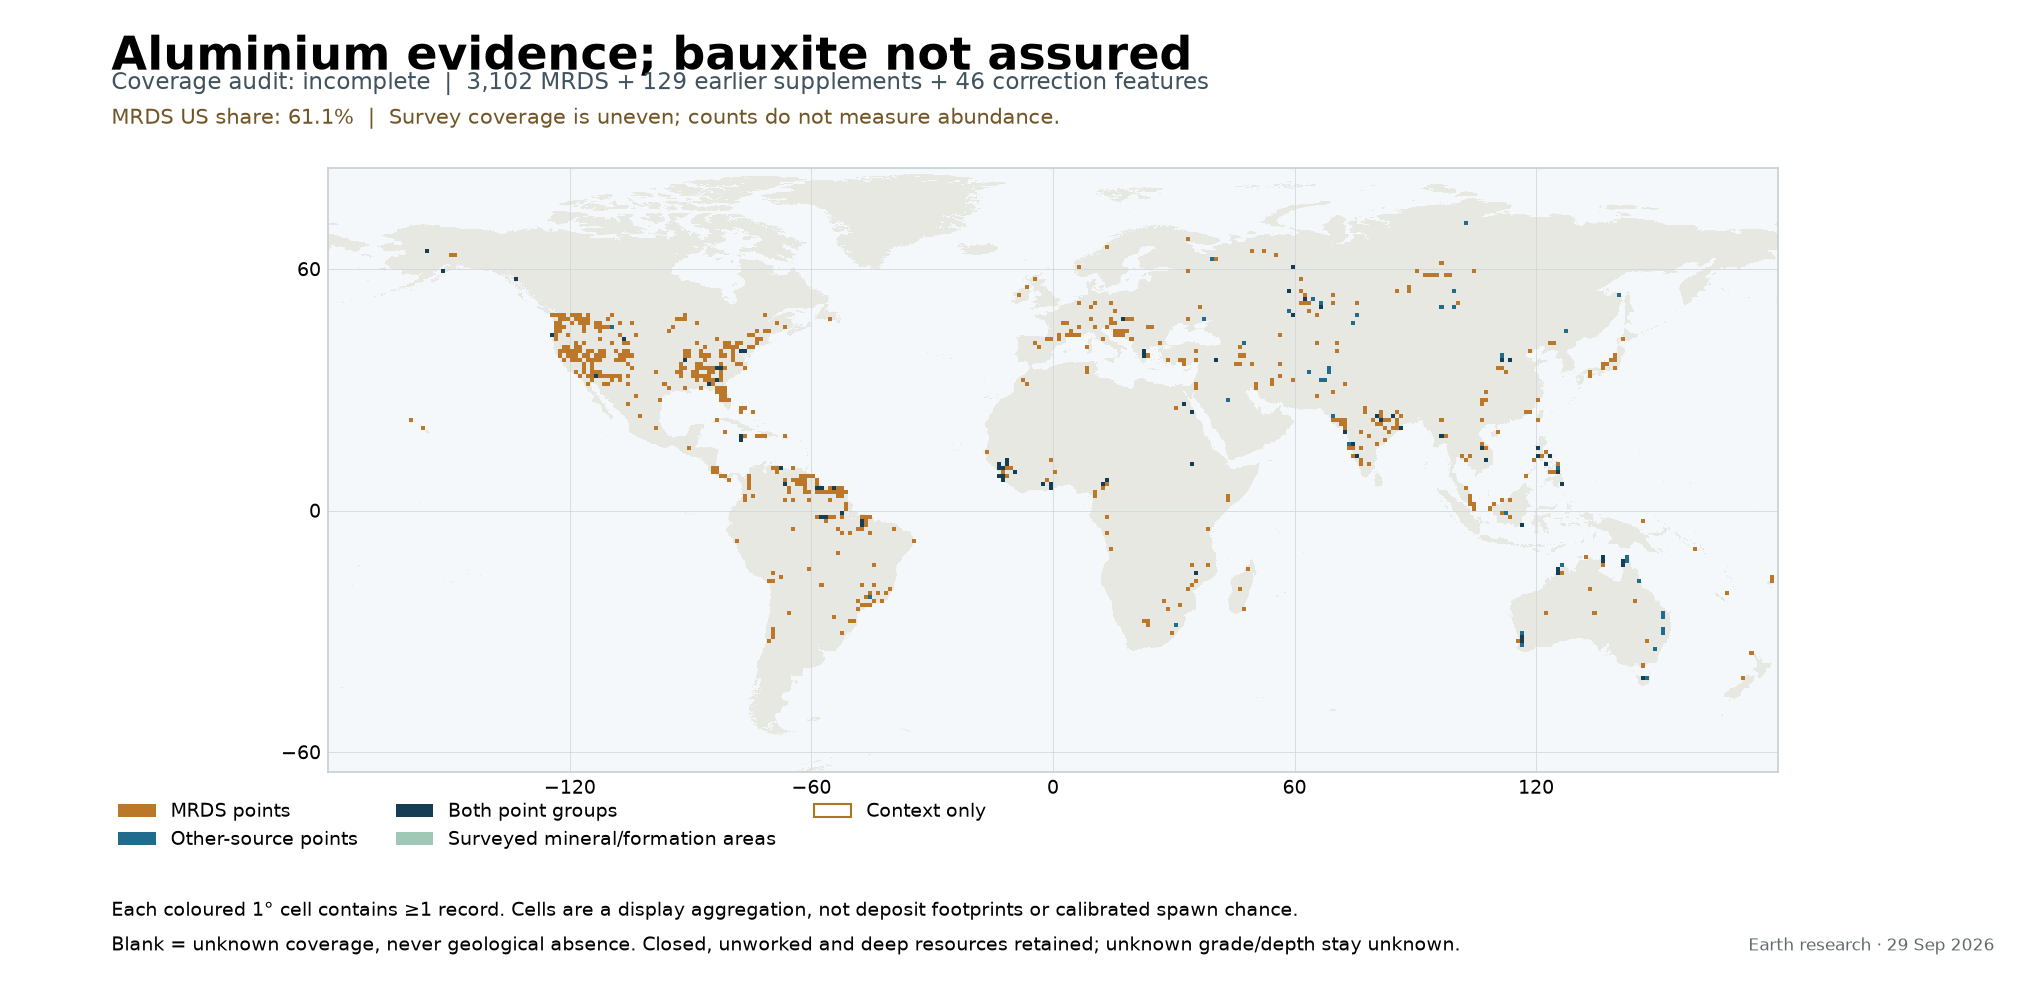 Aluminium evidence; bauxite not assured
Coverage audit: incomplete | 3,102 MRDS + 129 earlier supplements + 46 correction features
MRDS US share: 61.1% | Survey coverage is uneven; counts do not measure abundance.
60
0
−60
−120
−60
0
60
120
MRDS points
Both point groups
Context only
Other-source points
Surveyed mineral/formation areas
Each coloured 1° cell contains ≥1 record. Cells are a display aggregation, not deposit footprints or calibrated spawn chance.
Blank = unknown coverage, never geological absence. Closed, unworked and deep resources retained; unknown grade/depth stay unknown.
Earth research · 29 Sep 2026